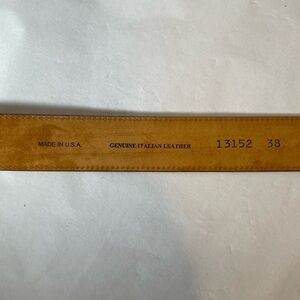 MADE IN U.S.A. GENUINE ITALIAN LEATHER 13152 38